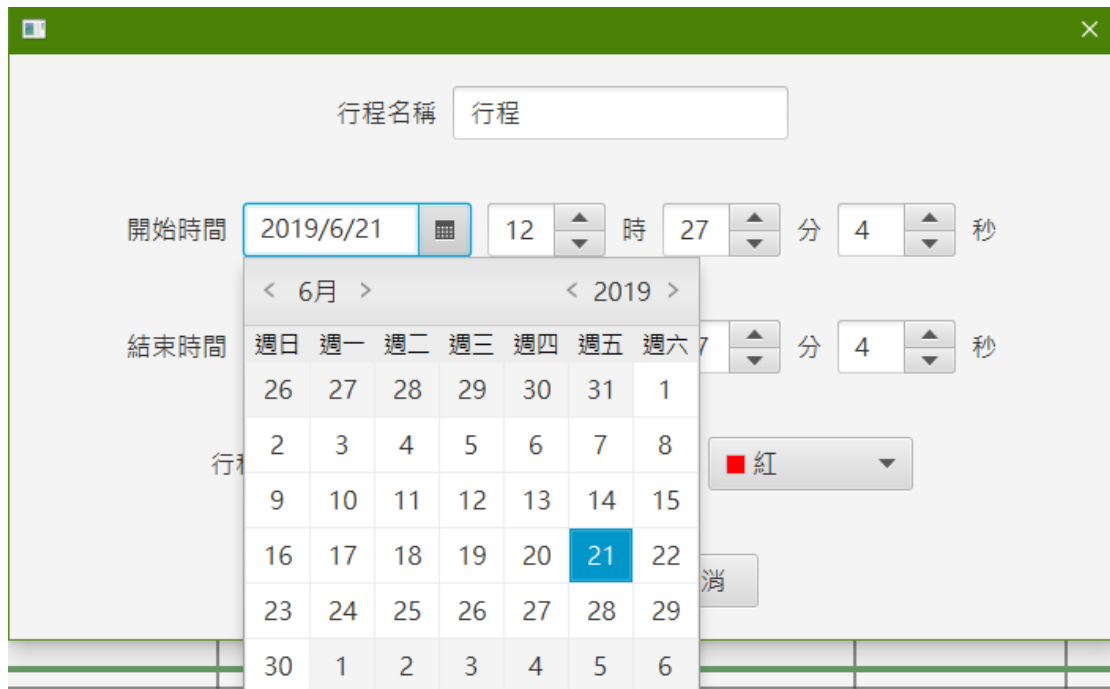 行程名稱 行程
開始時間 2019/6/21 12 時 27 分 4 秒
< 6月 > < 2019 >
結束時間 分 4 秒
週日 週一 週二 週三 週四 週五 週六
26 27 28 29 30 31 1
2 3 4 5 6 7 8
行 紅
9 10 11 12 13 14 15
16 17 18 19 20 21 22
消
23 24 25 26 27 28 29
30 1 2 3 4 5 6